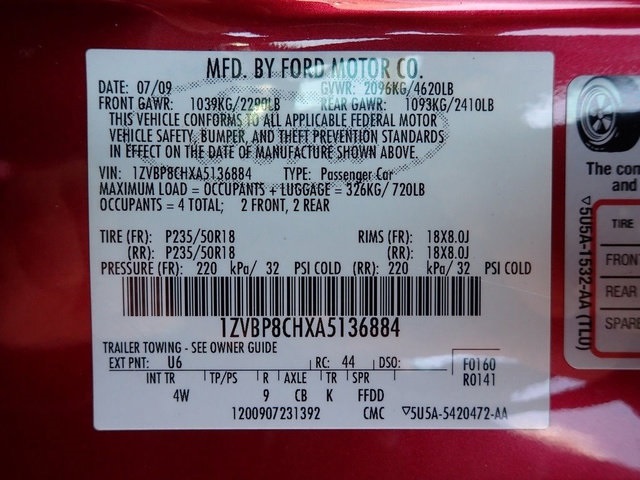 MFD. BY FORD MOTOR CO.
DATE: 07/09 GVWR: 2096KG/4620LB
FRONT GAWR: 1039KG/2290LB REAR GAWR: 1093KG/2410LB
THIS VEHICLE CONFORMS TO ALL APPLICABLE FEDERAL MOTOR
VEHICLE SAFETY, BUMPER, AND THEFT PREVENTION STANDARDS
IN EFFECT ON THE DATE OF MANUFACTURE SHOWN ABOVE.
VIN: 1ZVBP8CHXA5136884 TYPE: Passenger Car
MAXIMUM LOAD = OCCUPANTS + LUGGAGE = 326KG/ 720LB
OCCUPANTS = 4 TOTAL; 2 FRONT, 2 REAR
TIRE (FR): P235/50R18 RIMS (FR): 18X8.0J
(RR): P235/50R18 (RR): 18X8.0J
PRESSURE (FR): 220 kPa/ 32 PSI COLD (RR): 220 kPa/ 32 PSI COLD
1ZVBP8CHXA5136884
TRAILER TOWING - SEE OWNER GUIDE
EXT PNT: U6 RC: 44 DSO: F0160
R0141
INT TR TP/PS R AXLE TR SPR
4W 9 CB K FFDD
1200907231392 CMC ▽5U5A-5420472-AA
The con
and
▽5U5A-1532-AA (TL0)
TIRE
FRON
REAR
SPARE